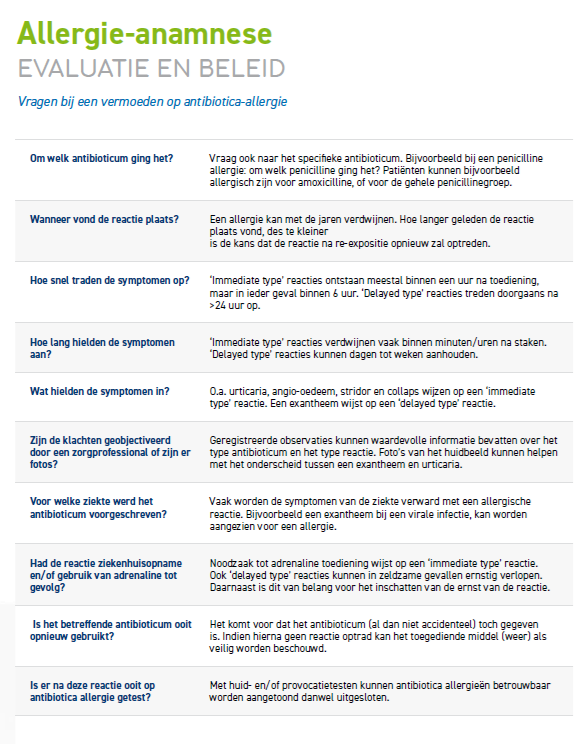 Allergie-anamnese
EVALUATIE EN BELEID
Vragen bij een vermoeden op antibiotica-allergie
Om welk antibioticum ging het?
Vraag ook naar het specifieke antibioticum. Bijvoorbeeld bij een penicilline
allergie: om welk penicilline ging het? Patiënten kunnen bijvoorbeeld
allergisch zijn voor amoxicilline, of voor de gehele penicillinegroep.
Wanneer vond de reactie plaats?
Een allergie kan met de jaren verdwijnen. Hoe langer geleden de reactie
plaats vond, des te kleiner
is de kans dat de reactie na re-expositie opnieuw zal optreden.
Hoe snel traden de symptomen op?
‘Immediate type’ reacties ontstaan meestal binnen een uur na toediening,
maar in ieder geval binnen 6 uur. ‘Delayed type’ reacties treden doorgaans na
>24 uur op.
Hoe lang hielden de symptomen
aan?
‘Immediate type’ reacties verdwijnen vaak binnen minuten/uren na staken.
‘Delayed type’ reacties kunnen dagen tot weken aanhouden.
Wat hielden de symptomen in?
O.a. urticaria, angio-oedeem, stridor en collaps wijzen op een ‘immediate
type’ reactie. Een exantheem wijst op een ‘delayed type’ reactie.
Zijn de klachten geobjectiveerd
door een zorgprofessional of zijn er
fotos?
Geregistreerde observaties kunnen waardevolle informatie bevatten over het
type antibioticum en het type reactie. Foto’s van het huidbeeld kunnen helpen
met het onderscheid tussen een exantheem en urticaria.
Voor welke ziekte werd het
antibioticum voorgeschreven?
Vaak worden de symptomen van de ziekte verward met een allergische
reactie. Bijvoorbeeld een exantheem bij een virale infectie, kan worden
aangezien voor een allergie.
Had de reactie ziekenhuisopname
en/of gebruik van adrenaline tot
gevolg?
Noodzaak tot adrenaline toediening wijst op een ‘immediate type’ reactie.
Ook ‘delayed type’ reacties kunnen in zeldzame gevallen ernstig verlopen.
Daarnaast is dit van belang voor het inschatten van de ernst van de reactie.
Is het betreffende antibioticum ooit
opnieuw gebruikt?
Het komt voor dat het antibioticum (al dan niet accidenteel) toch gegeven
is. Indien hierna geen reactie optrad kan het toegediende middel (weer) als
veilig worden beschouwd.
Is er na deze reactie ooit op
antibiotica allergie getest?
Met huid- en/of provocatietesten kunnen antibiotica allergieën betrouwbaar
worden aangetoond danwel uitgesloten.